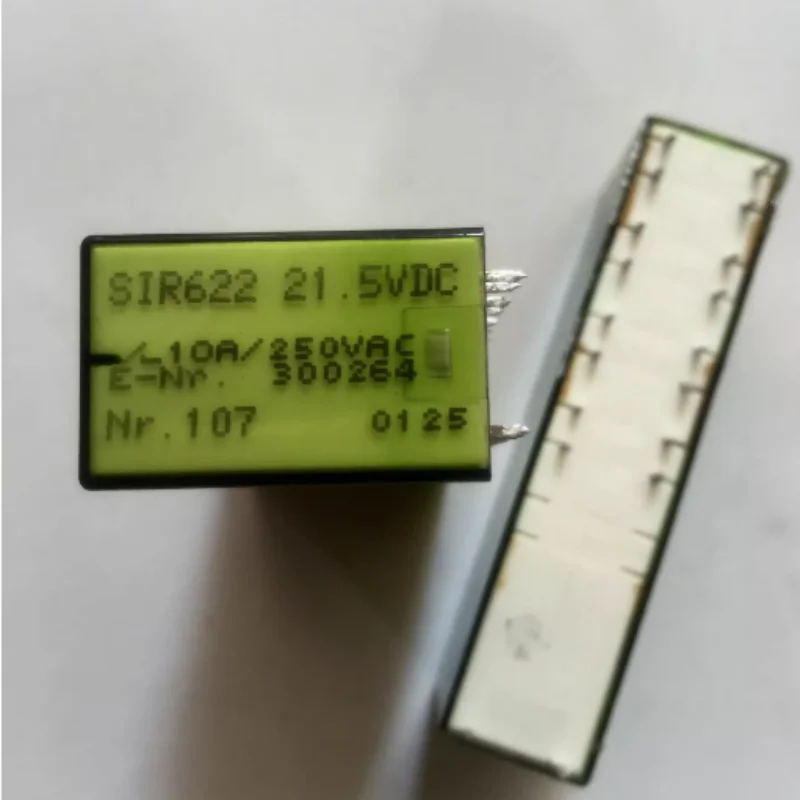 SIR622 21.5VDC
10A/250VAC
E-Nr. 300264
Nr.107 0125